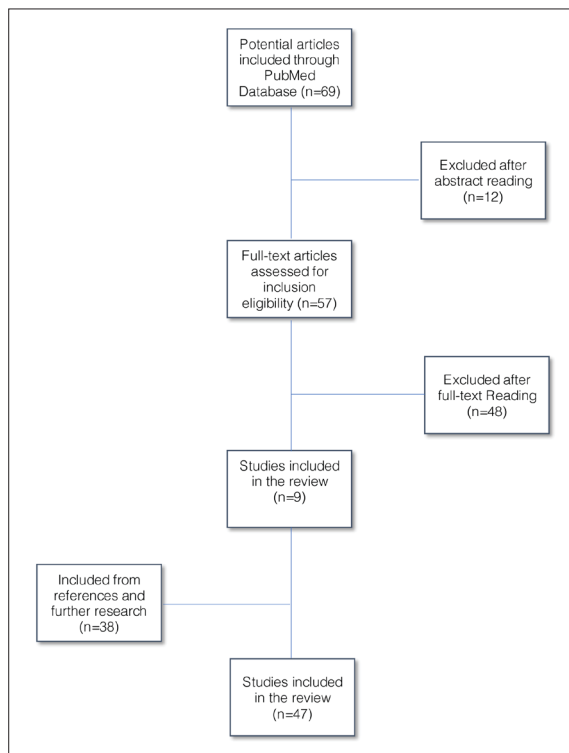 Potential articles
included through
PubMed
Database (n=69)
Excluded after
abstract reading
(n=12)
Full-text articles
assessed for
inclusion
eligibility (n=57)
Excluded after
full-text Reading
(n=48)
Studies included
in the review
(n=9)
Included from
references and
further research
(n=38)
Studies included
in the review
(n=47)